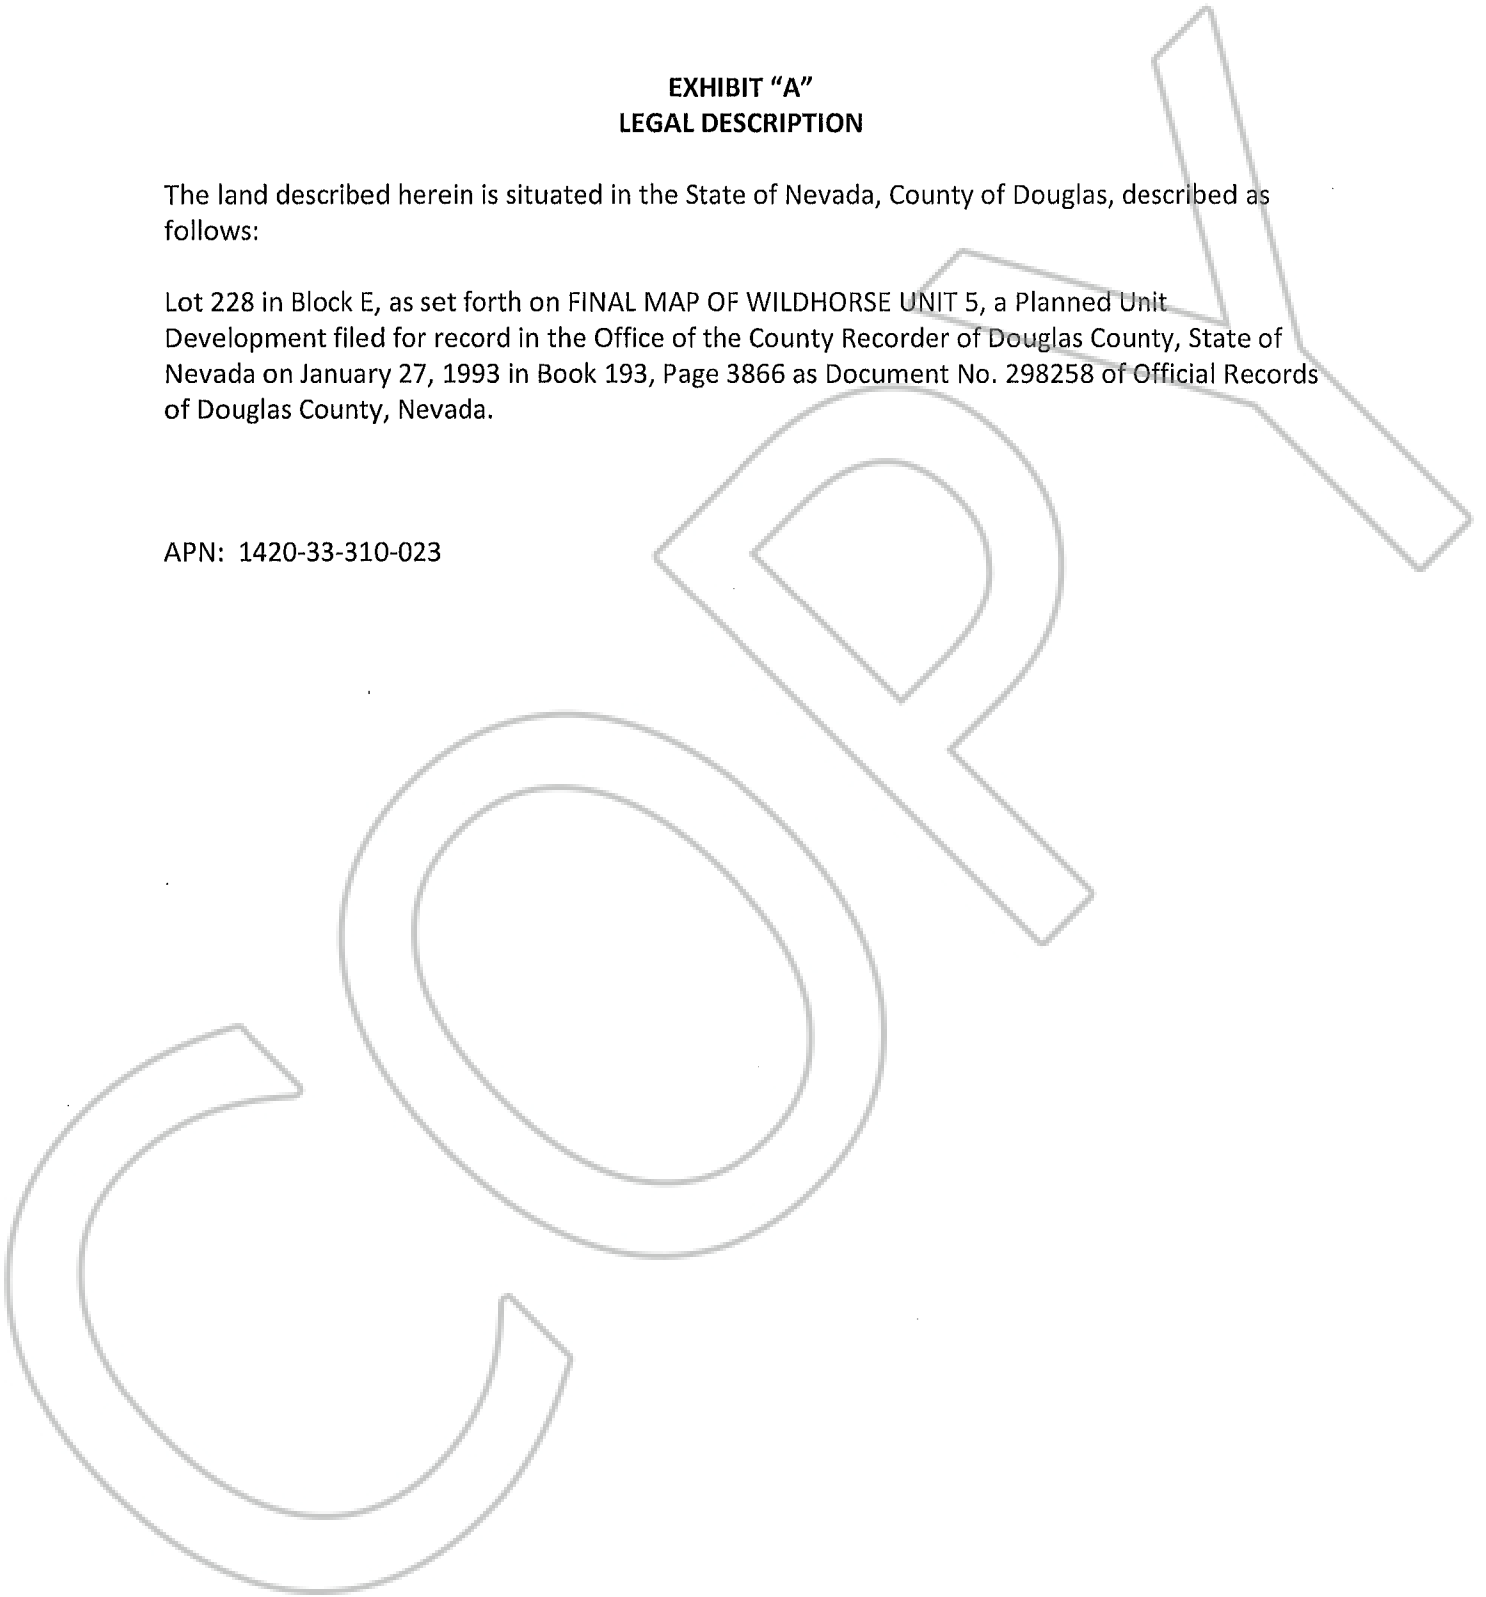 EXHIBIT “A”
LEGAL DESCRIPTION
The land described herein is situated in the State of Nevada, County of Douglas, described as
follows:
Lot 228 in Block E, as set forth on FINAL MAP OF WILDHORSE UNIT 5, a Planned Unit
Development filed for record in the Office of the County Recorder of Douglas County, State of
Nevada on January 27, 1993 in Book 193, Page 3866 as Document No. 298258 of Official Records
of Douglas County, Nevada.
APN: 1420-33-310-023
COPY